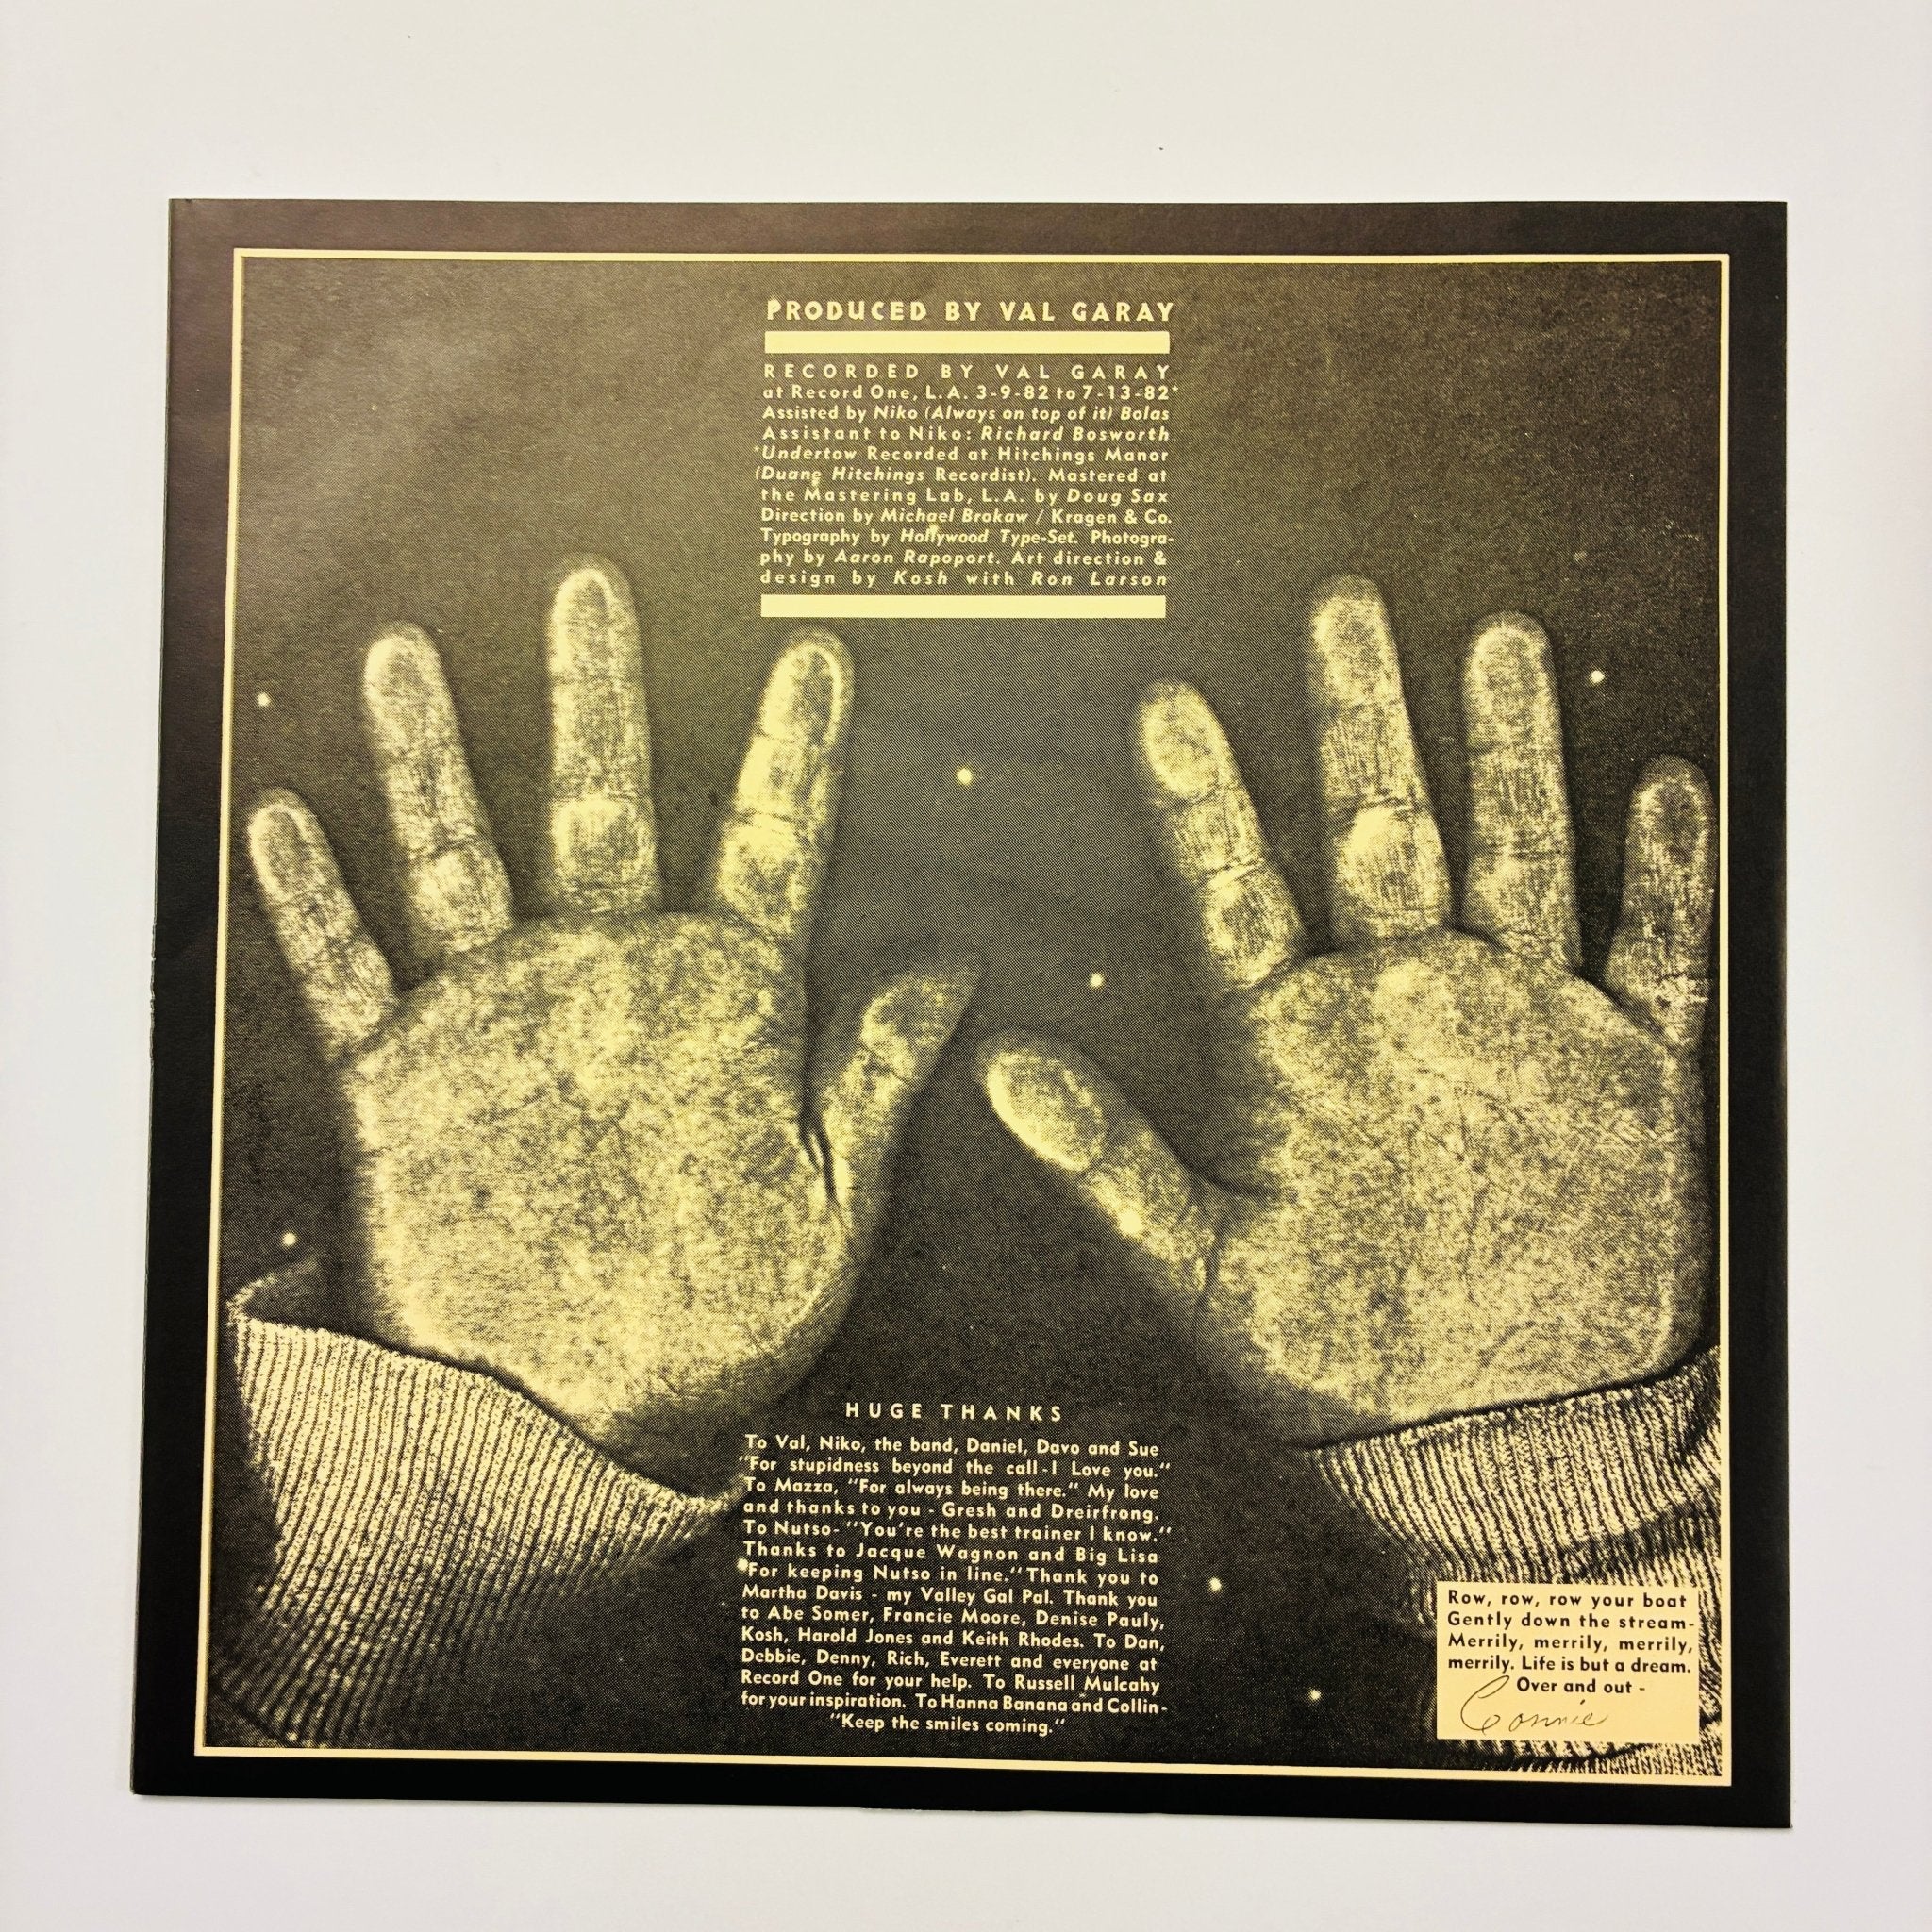 PRODUCED BY VAL GARAY
RECORDED BY VAL GARAY
at Record One, L.A. 3-9-82 to 7-13-82*
Assisted by Niko (Always on top of it) Bolas
Assistant to Niko: Richard Bosworth
*Undertow Recorded at Hitchings Manor
(Duane Hitchings Recordist). Mastered at
the Mastering Lab, L.A. by Doug Sax
Direction by Michael Brokaw / Kragen & Co.
Typography by Hollywood Type-Set. Photogra-
phy by Aaron Rapoport. Art direction &
design by Kosh with Ron Larson
HUGE THANKS
To Val, Niko, the band, Daniel, Davo and Sue
"For stupidness beyond the call-I Love you."
To Mazza, "For always being there." My love
and thanks to you - Gresh and Dreirfrong.
To Nutso- "You're the best trainer I know."
Thanks to Jacque Wagnon and Big Lisa
"For keeping Nutso in line." Thank you to
Martha Davis - my Valley Gal Pal. Thank you
to Abe Somer, Francie Moore, Denise Pauly,
Kosh, Harold Jones and Keith Rhodes. To Dan,
Debbie, Denny, Rich, Everett and everyone at
Record One for your help. To Russell Mulcahy
for your inspiration. To Hanna Banana and Collin-
"Keep the smiles coming."
Row, row, row your boat
Gently down the stream-
Merrily, merrily, merrily,
merrily. Life is but a dream.
Over and out -
Connie